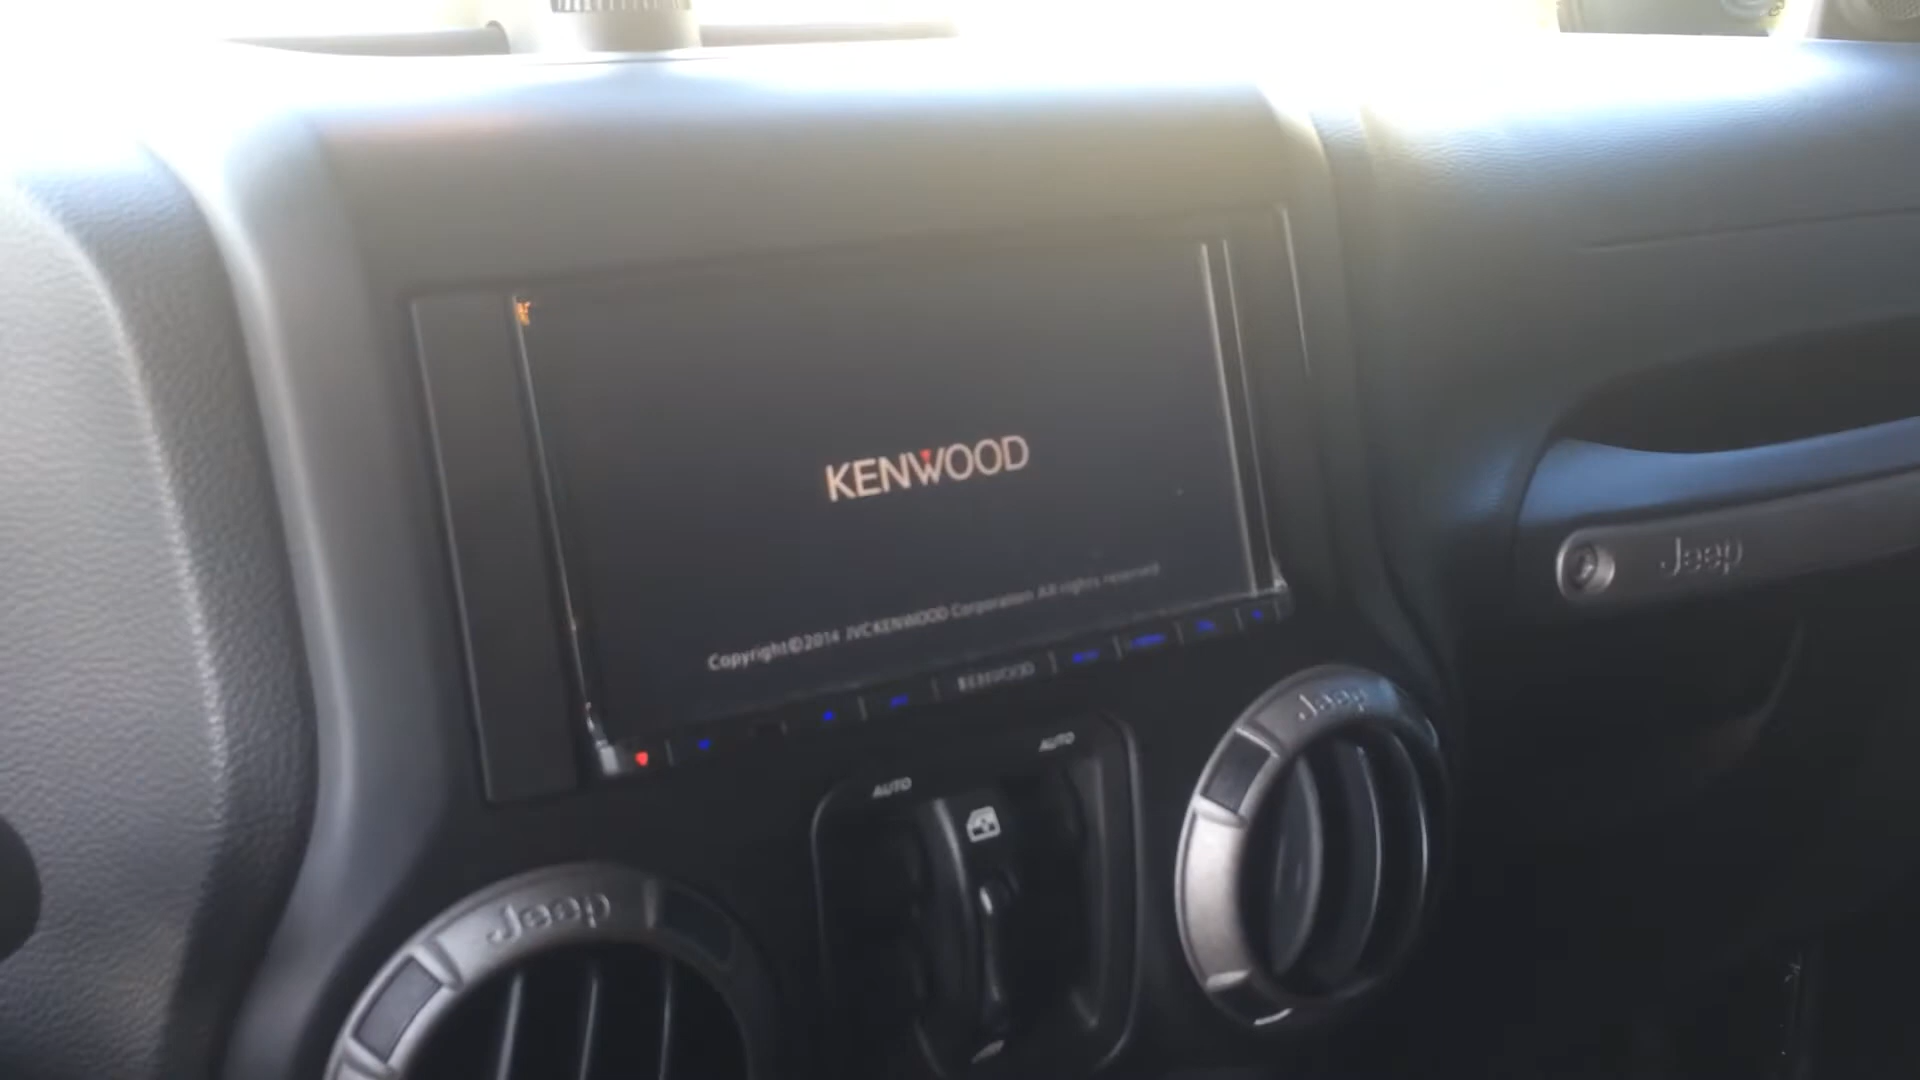 KENWOOD
Copyright©2014 JVCKENWOOD Corporation All rights reserved
KENWOOD
Jeep
Jeep
AUTO
AUTO
Jeep